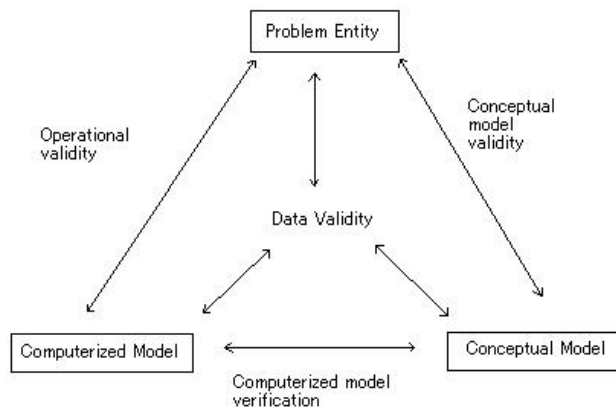 Problem Entity
Operational
validity
Conceptual
model
validity
Data Validity
Computerized Model
Conceptual Model
Computerized model
verification